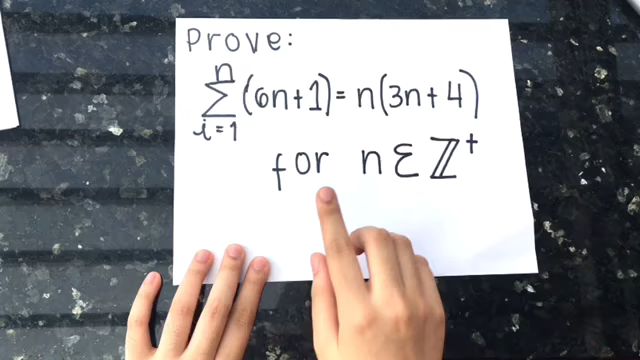 Prove:
n
∑ (6n+1) = n(3n+4)
i=1
for n ∈ ℤ⁺